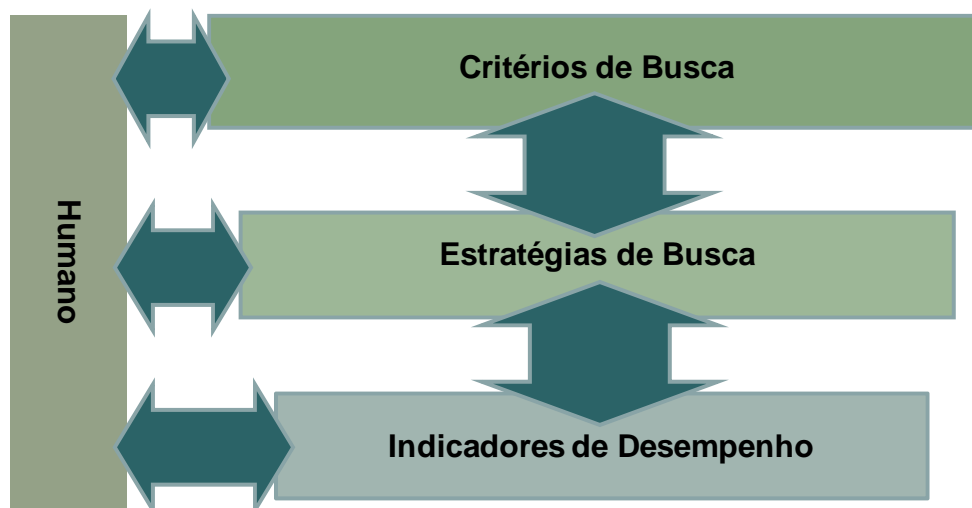 Critérios de Busca
Humano
Estratégias de Busca
Indicadores de Desempenho